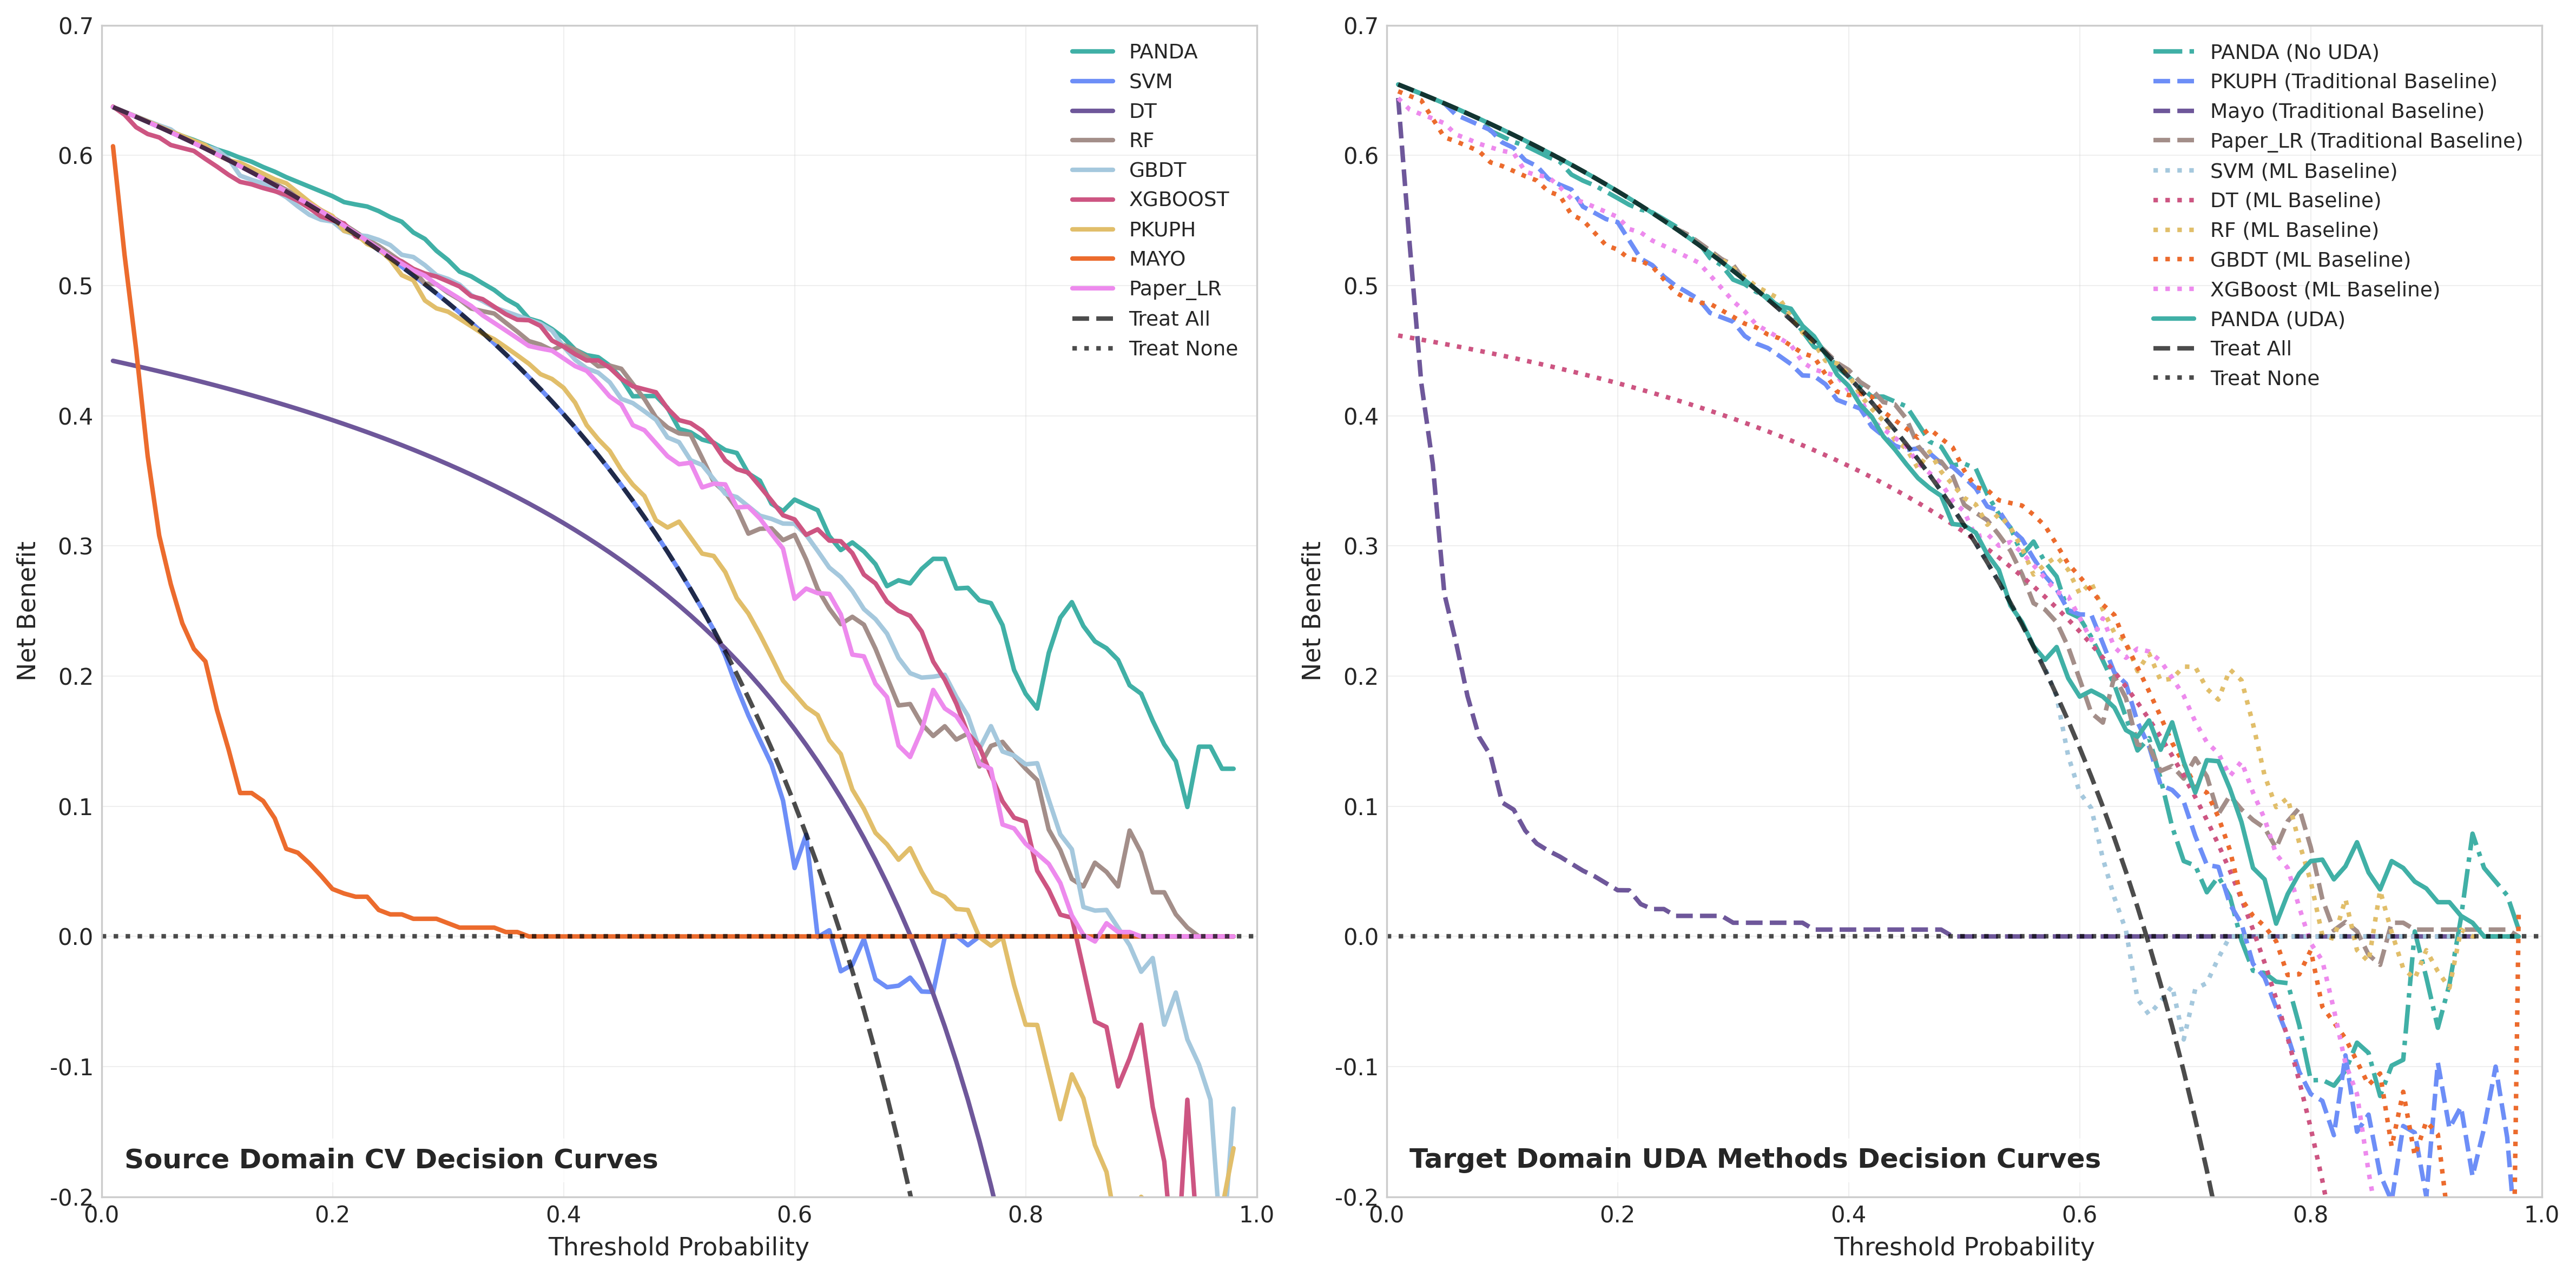 0.7
0.6
0.5
0.4
0.3
0.2
0.1
0.0
-0.1
-0.2
0.0
0.2
0.4
0.6
0.8
1.0
Net Benefit
Threshold Probability
PANDA
SVM
DT
RF
GBDT
XGBOOST
PKUPH
MAYO
Paper_LR
Treat All
Treat None
Source Domain CV Decision Curves
0.7
0.6
0.5
0.4
0.3
0.2
0.1
0.0
-0.1
-0.2
0.0
0.2
0.4
0.6
0.8
1.0
Net Benefit
Threshold Probability
PANDA (No UDA)
PKUPH (Traditional Baseline)
Mayo (Traditional Baseline)
Paper_LR (Traditional Baseline)
SVM (ML Baseline)
DT (ML Baseline)
RF (ML Baseline)
GBDT (ML Baseline)
XGBoost (ML Baseline)
PANDA (UDA)
Treat All
Treat None
Target Domain UDA Methods Decision Curves